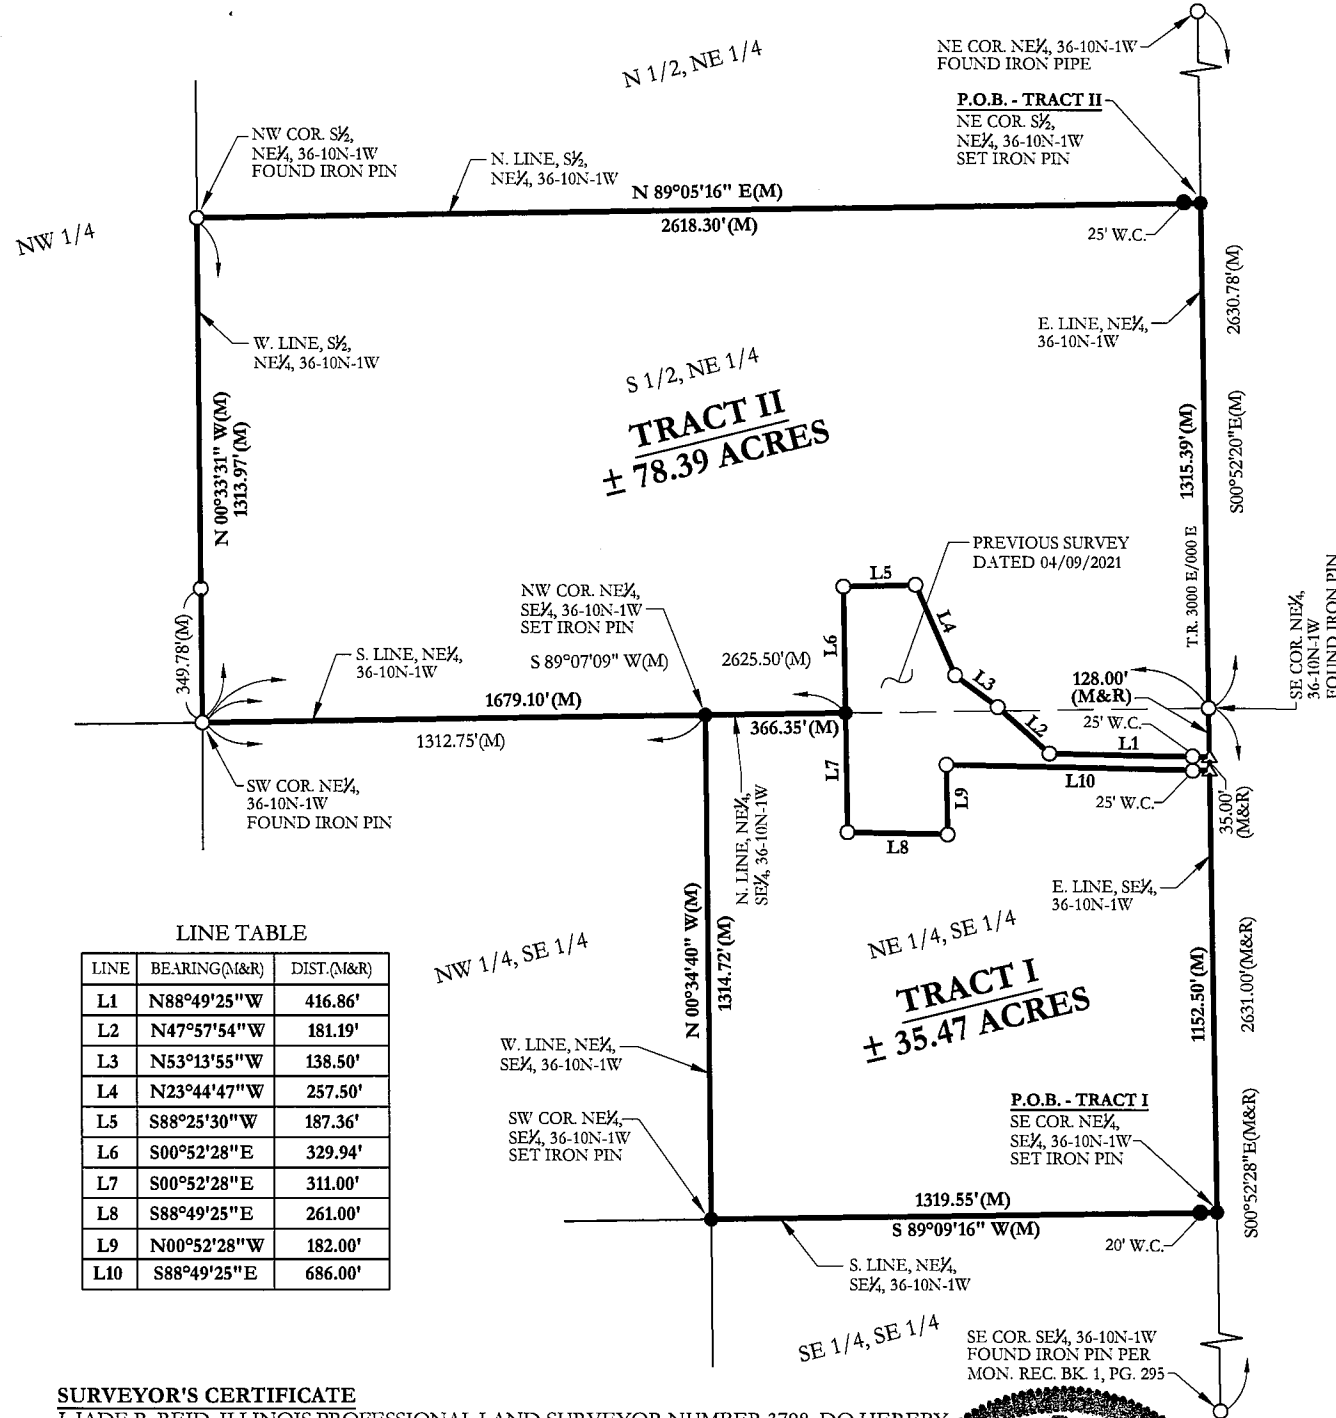 N 1/2, NE 1/4
NE COR. NE¼, 36-10N-1W
FOUND IRON PIPE
P.O.B. - TRACT II
NE COR. S½,
NE¼, 36-10N-1W
SET IRON PIN
NW COR. S½,
NE¼, 36-10N-1W
FOUND IRON PIN
N. LINE, S½,
NE¼, 36-10N-1W
N 89°05'16" E(M)
2618.30'(M)
25' W.C.
NW 1/4
W. LINE, S½,
NE¼, 36-10N-1W
E. LINE, NE¼,
36-10N-1W
2630.78'(M)
S 1/2, NE 1/4
TRACT II
± 78.39 ACRES
N 00°33'31" W(M)
1313.97'(M)
1315.39'(M)
S00°52'20"E(M)
T.R. 3000 E/000 E
PREVIOUS SURVEY
DATED 04/09/2021
NW COR. NE¼,
SE¼, 36-10N-1W
SET IRON PIN
L5
L4
L6
L3
L2
L1
349.78'(M)
S. LINE, NE¼,
36-10N-1W
S 89°07'09" W(M)
2625.50'(M)
1679.10'(M)
1312.75'(M)
366.35'(M)
128.00'
(M&R)
25' W.C.
SE COR. NE¼,
36-10N-1W
FOUND IRON PIN
L7
L10
L9
L8
25' W.C.
35.00'
(M&R)
SW COR. NE¼,
36-10N-1W
FOUND IRON PIN
N. LINE, NE¼,
SE¼, 36-10N-1W
E. LINE, SE¼,
36-10N-1W
NW 1/4, SE 1/4
N 00°34'40" W(M)
1314.72'(M)
NE 1/4, SE 1/4
TRACT I
± 35.47 ACRES
1152.50'(M)
2631.00'(M&R)
S00°52'28"E(M&R)
LINE TABLE
LINE BEARING(M&R) DIST.(M&R)
L1 N88°49'25"W 416.86'
L2 N47°57'54"W 181.19'
L3 N53°13'55"W 138.50'
L4 N23°44'47"W 257.50'
L5 S88°25'30"W 187.36'
L6 S00°52'28"E 329.94'
L7 S00°52'28"E 311.00'
L8 S88°49'25"E 261.00'
L9 N00°52'28"W 182.00'
L10 S88°49'25"E 686.00'
W. LINE, NE¼,
SE¼, 36-10N-1W
SW COR. NE¼,
SE¼, 36-10N-1W
SET IRON PIN
P.O.B. - TRACT I
SE COR. NE¼,
SE¼, 36-10N-1W
SET IRON PIN
1319.55'(M)
S 89°09'16" W(M)
20' W.C.
S. LINE, NE¼,
SE¼, 36-10N-1W
SE 1/4, SE 1/4
SE COR. SE¼, 36-10N-1W
FOUND IRON PIN PER
MON. REC. BK. 1, PG. 295
SURVEYOR'S CERTIFICATE